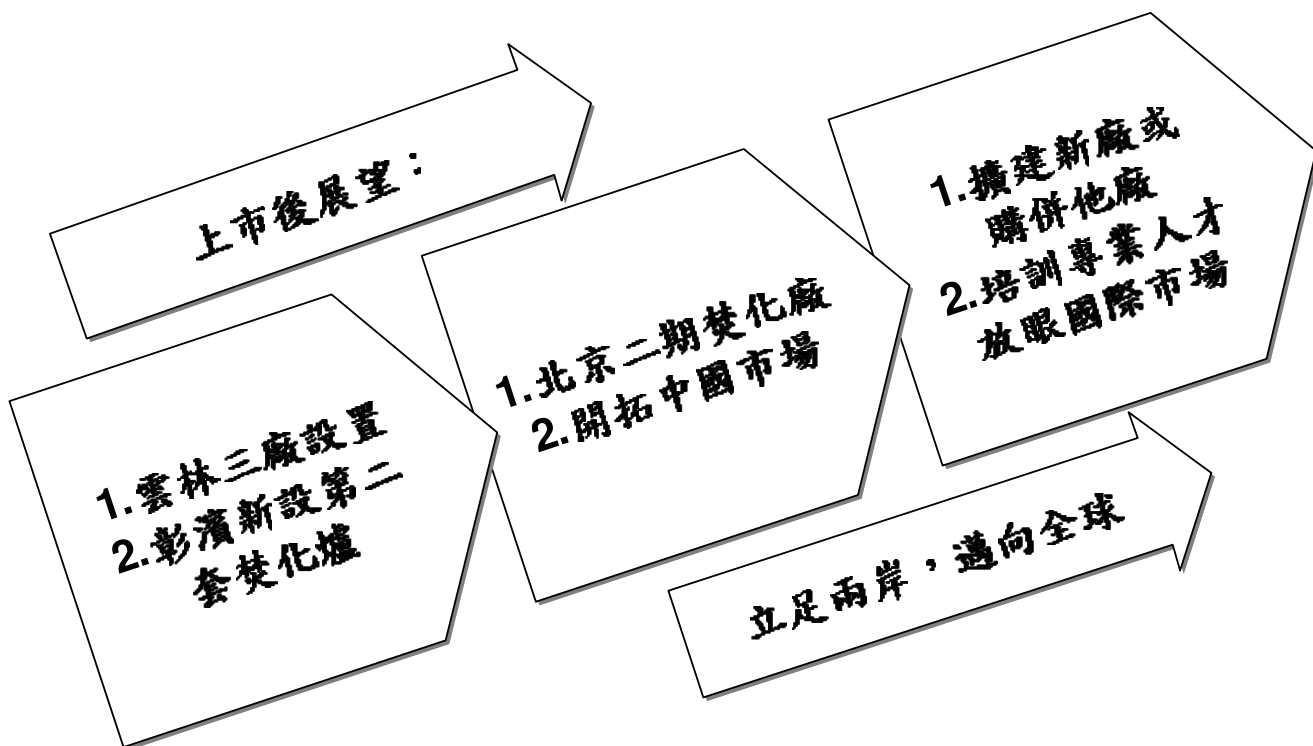 上市後展望：
1.雲林三廠設置
2.彰濱新設第二
套焚化爐
1.北京二期焚化廠
2.開拓中國市場
1.擴建新廠或
購併他廠
2.培訓專業人才
放眼國際市場
立足兩岸，邁向全球